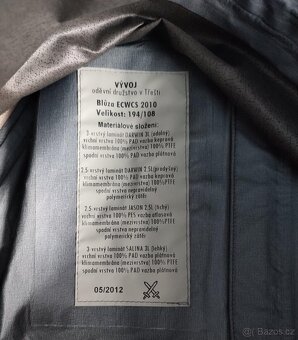 VÝVOJ
oděvní družstvo v Třešti
Blůza ECWCS 2010
Velikost: 194/108
Materiálové složení:
3 vrstvý laminát DARWIN 3L (odolný)
vrchní vrstva 100% PAD vazba keprová
klimamembrána (mezivrstva) 100% PTFE
spodní vrstva 100% PAD vazba plátnová
2,5 vrstvý laminát DARWIN 2,5L(prodyšný)
vrchní vrstva 100% PAD vazba keprová
klimamembrána (mezivrstva) 100% PTFE
spodní vrstva nepravidelný
polymerický zátěr
2,5 vrstvý laminát JASON 2,5L (tichý)
vrchní vrstva 100% PES vazba atlasová
klimamembrána (mezivrstva) 100% PTFE
spodní vrstva nepravidelný
polymerický zátěr
3 vrstvý laminát SALINA 3L (lehký)
vrchní vrstva 100% PAD vazba plátnová
klimamembrána (mezivrstva) 100% PTFE
spodní vrstva 100% PAD vazba plátnová
05/2012
Sbazoš.cz